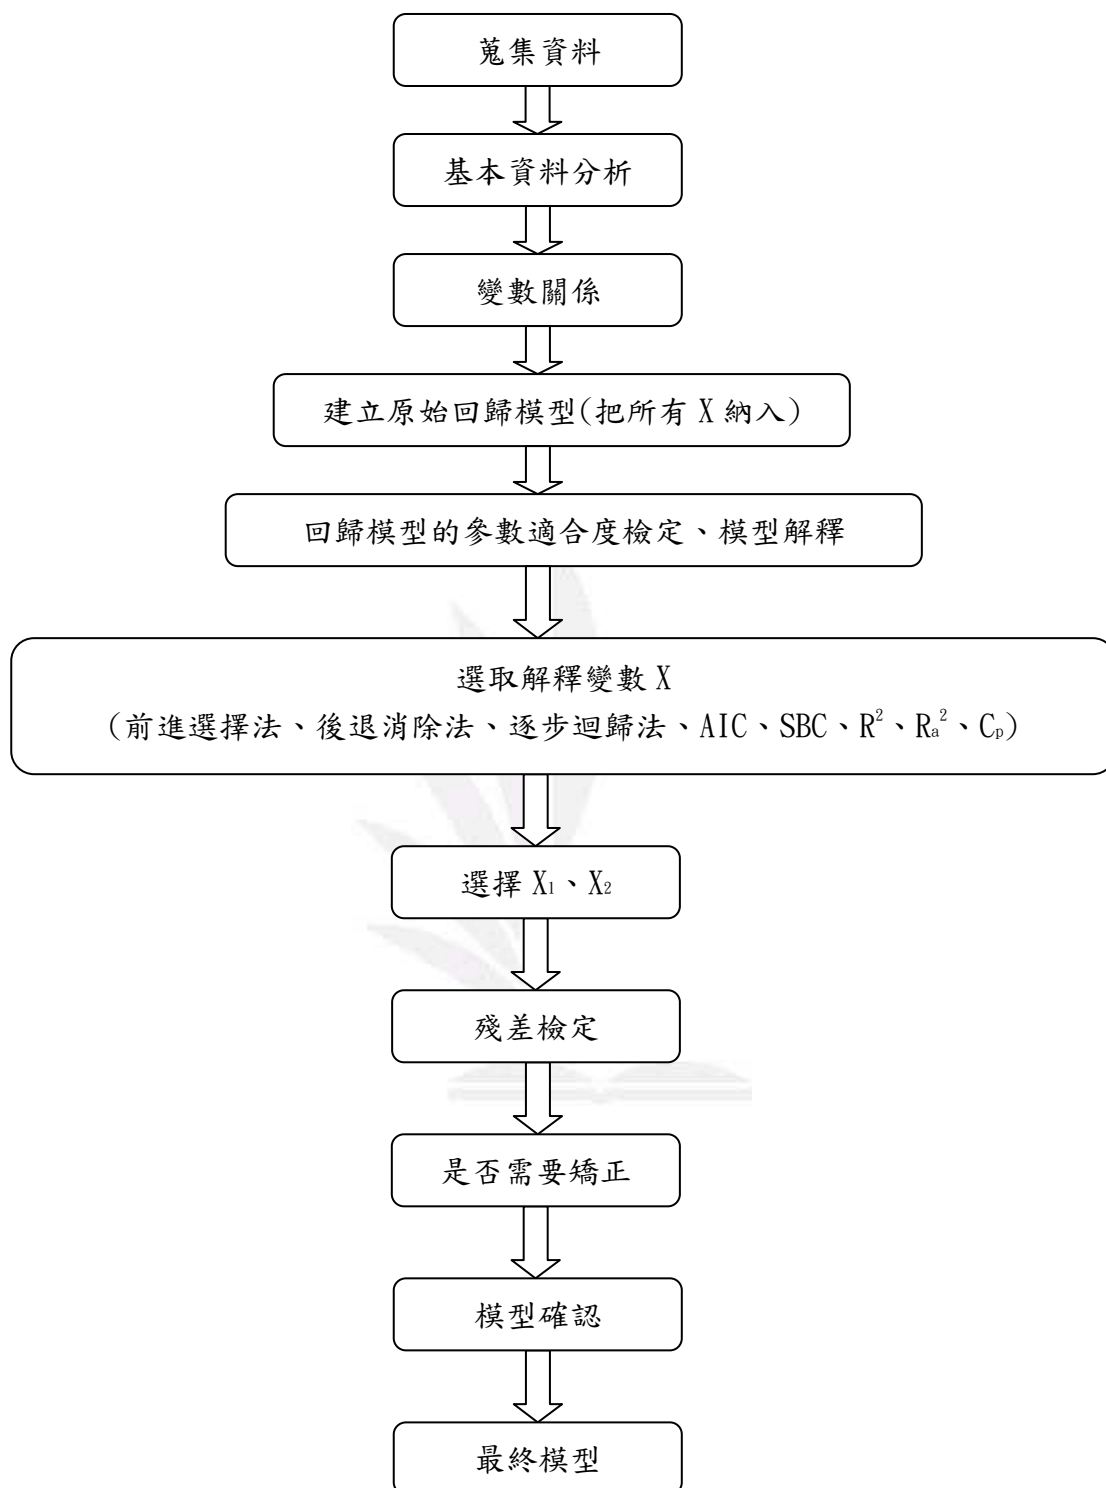 蒐集資料
基本資料分析
變數關係
建立原始回歸模型(把所有 X 納入)
回歸模型的參數適合度檢定、模型解釋
選取解釋變數 X
(前進選擇法、後退消除法、逐步迴歸法、AIC、SBC、R²、Rₐ²、Cₚ)
選擇 X₁、X₂
殘差檢定
是否需要矯正
模型確認
最終模型